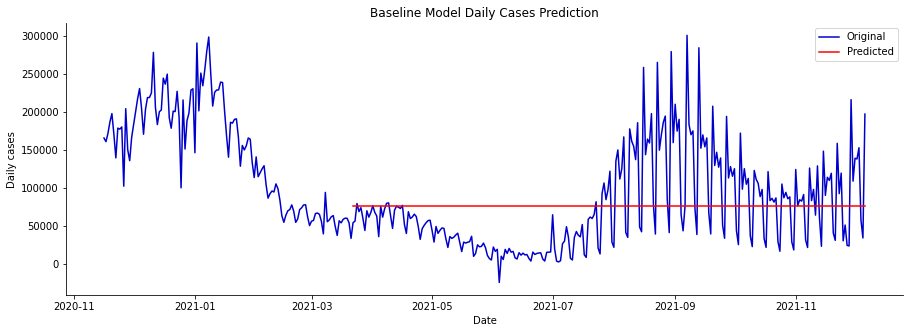 Baseline Model Daily Cases Prediction
Original
Predicted
Daily cases
300000
250000
200000
150000
100000
50000
0
2020-11 2021-01 2021-03 2021-05 2021-07 2021-09 2021-11
Date